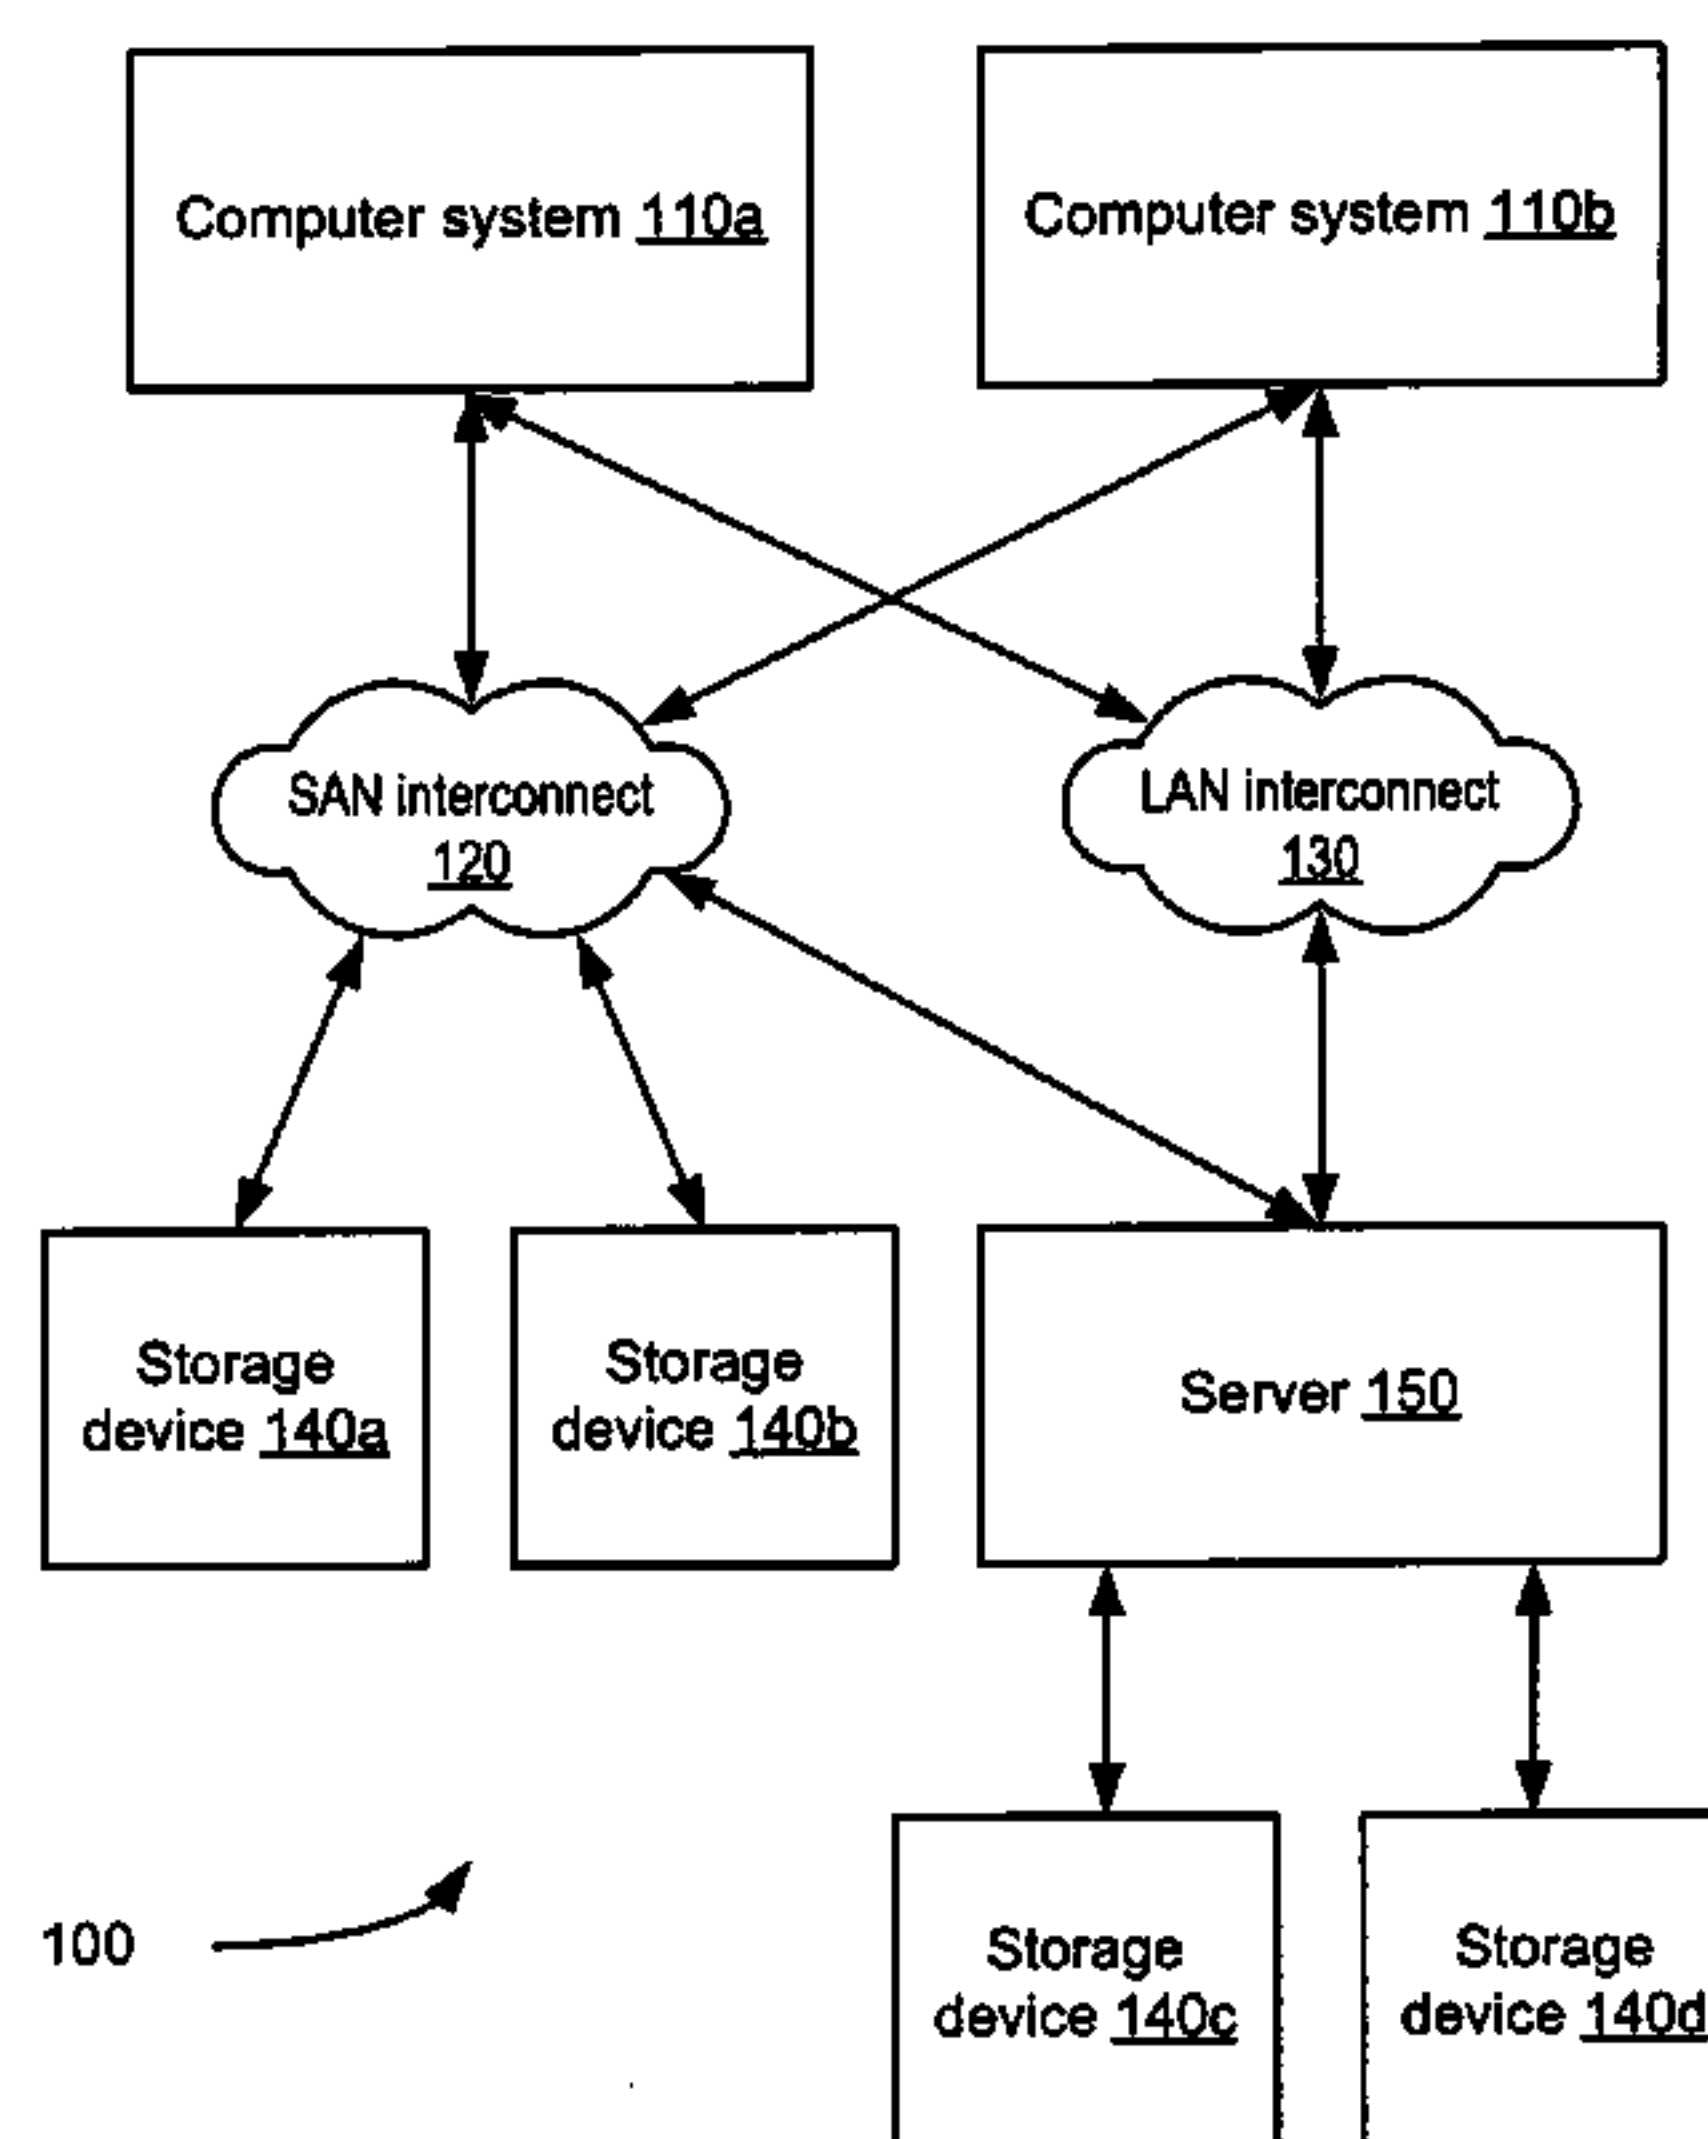 Computer system 110a
Computer system 110b
SAN interconnect
120
LAN interconnect
130
Storage
device 140a
Storage
device 140b
Server 150
100
Storage
device 140c
Storage
device 140d